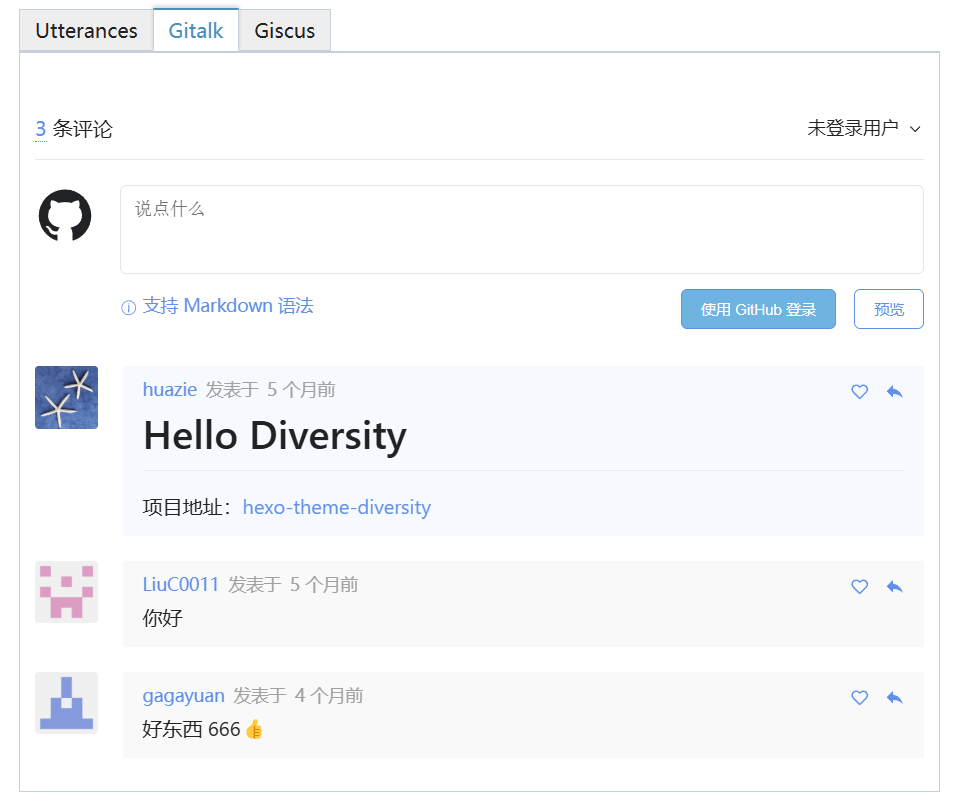 Utterances Gitalk Giscus
3 条评论 未登录用户
说点什么
支持 Markdown 语法 使用 GitHub 登录 预览
huazie 发表于 5 个月前
Hello Diversity
项目地址：hexo-theme-diversity
LiuC0011 发表于 5 个月前
你好
gagayuan 发表于 4 个月前
好东西 666👍